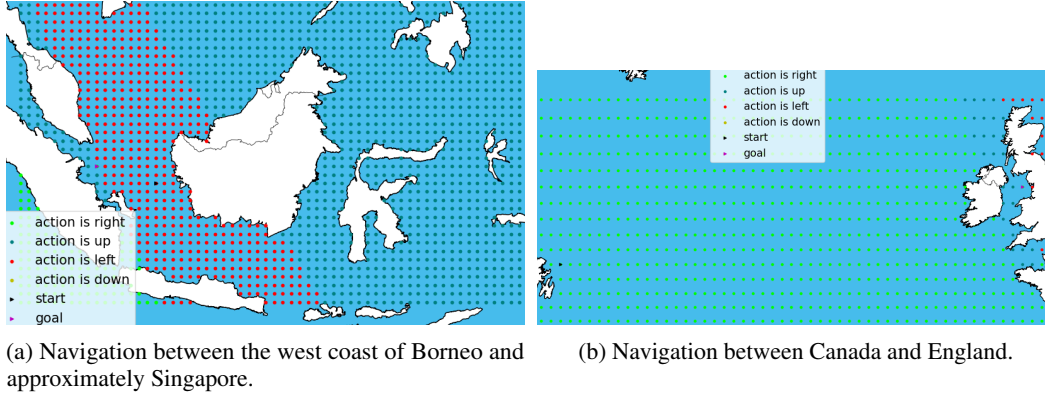 action is right
action is up
action is left
action is down
start
goal
action is right
action is up
action is left
action is down
start
goal
(a) Navigation between the west coast of Borneo and
approximately Singapore.
(b) Navigation between Canada and England.